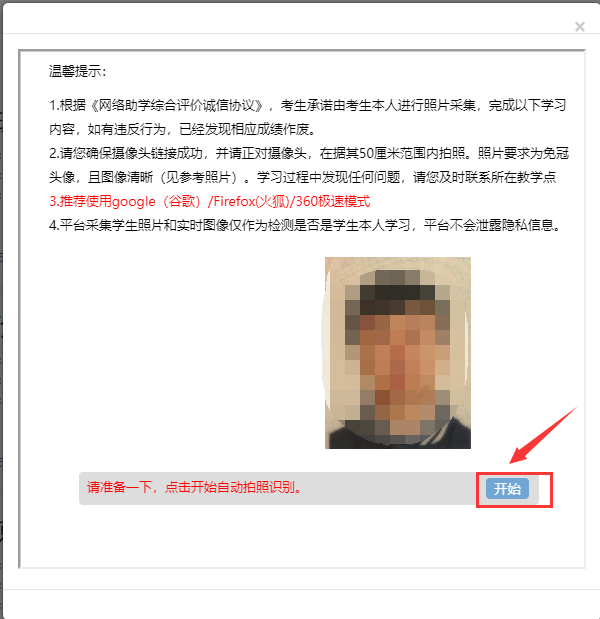 ×
温馨提示：
1.根据《网络助学综合评价诚信协议》，考生承诺由考生本人进行照片采集，完成以下学习
内容，如有违反行为，已经发现相应成绩作废。
2.请您确保摄像头链接成功，并请正对摄像头，在据其50厘米范围内拍照。照片要求为免冠
头像，且图像清晰（见参考照片）。学习过程中发现任何问题，请您及时联系所在教学点
3.推荐使用google（谷歌）/Firefox(火狐)/360极速模式
4.平台采集学生照片和实时图像仅作为检测是否是学生本人学习，平台不会泄露隐私信息。
请准备一下，点击开始自动拍照识别。
开始